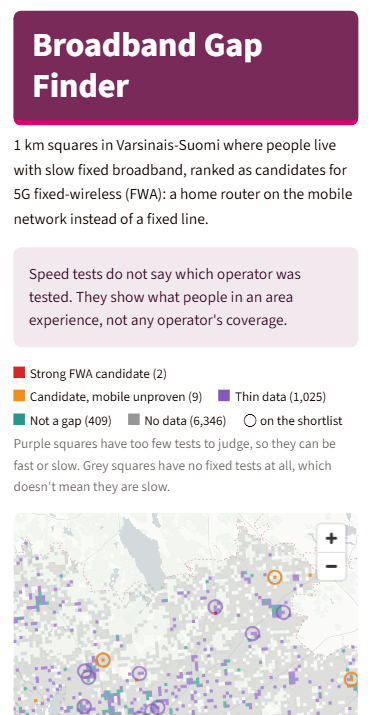 Broadband Gap
Finder
1 km squares in Varsinais-Suomi where people live
with slow fixed broadband, ranked as candidates for
5G fixed-wireless (FWA): a home router on the mobile
network instead of a fixed line.
Speed tests do not say which operator was
tested. They show what people in an area
experience, not any operator's coverage.
Strong FWA candidate (2)
Candidate, mobile unproven (9) Thin data (1,025)
Not a gap (409) No data (6,346) on the shortlist
Purple squares have too few tests to judge, so they can be
fast or slow. Grey squares have no fixed tests at all, which
doesn't mean they are slow.
+
−